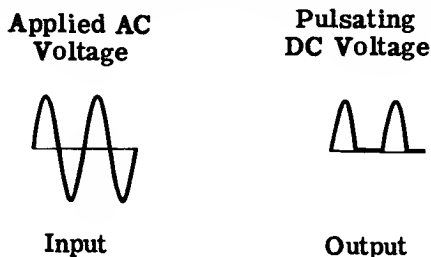 Applied AC
Voltage
Pulsating
DC Voltage
Input
Output